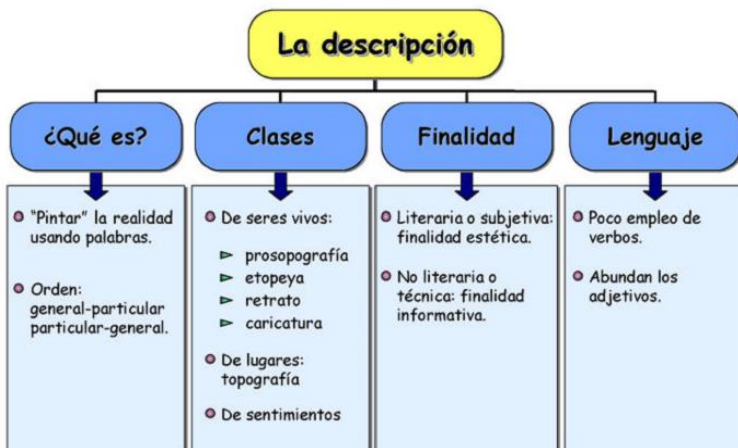 La descripción
¿Qué es?
"Pintar" la realidad
usando palabras.
Orden:
general-particular
particular-general.
Clases
De seres vivos:
prosopografía
etopeya
retrato
caricatura
De lugares:
topografía
De sentimientos
Finalidad
Literaria o subjetiva:
finalidad estética.
No literaria o
técnica: finalidad
informativa.
Lenguaje
Poco empleo de
verbos.
Abundan los
adjetivos.